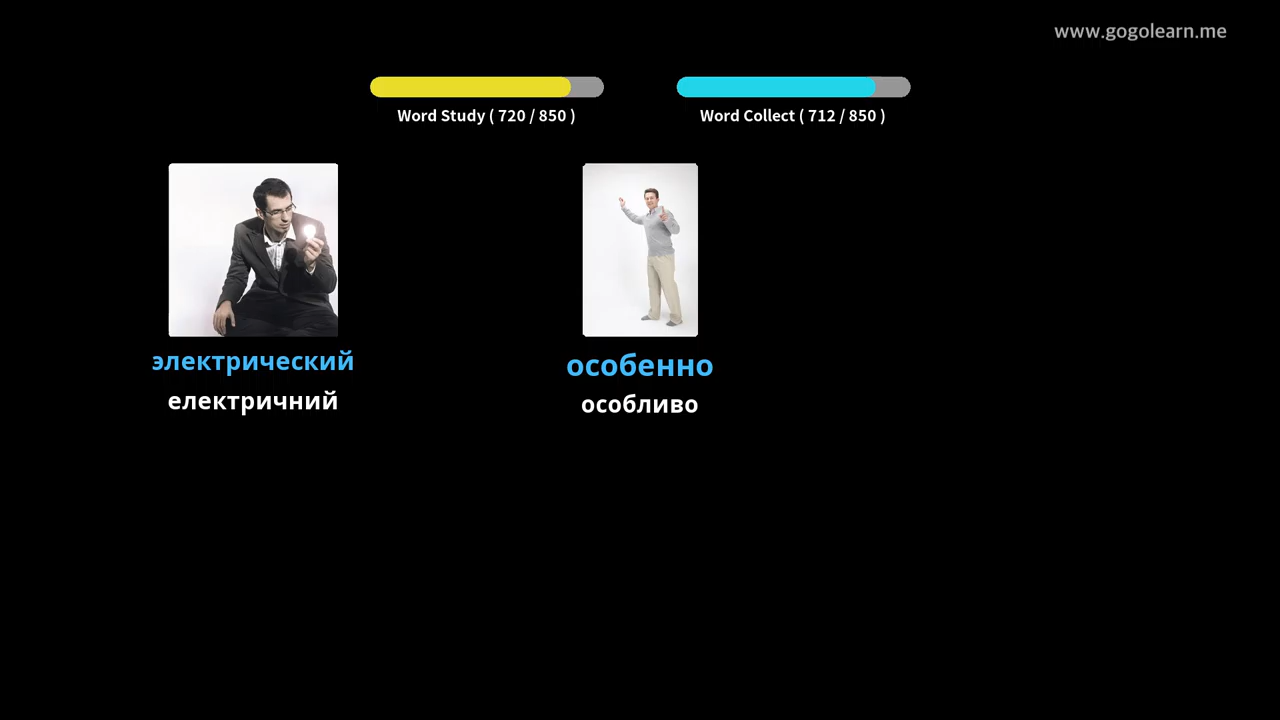 www.gogolearn.me
Word Study ( 720 / 850 )
Word Collect ( 712 / 850 )
электрический
електричний
особенно
особливо